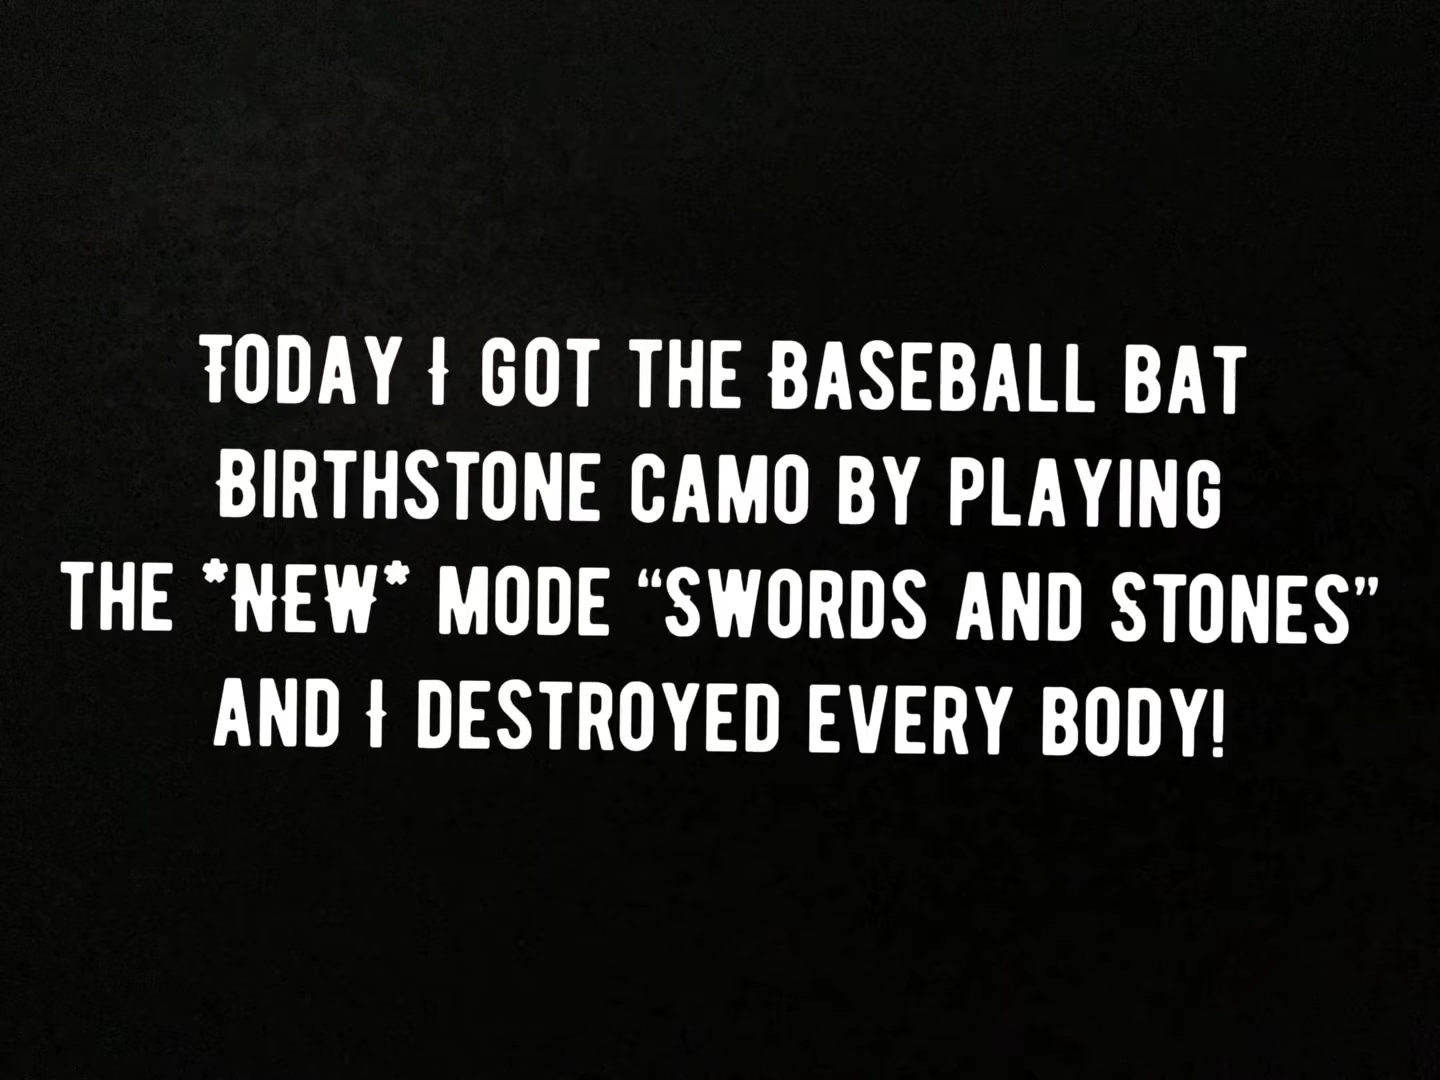 Today I got the Baseball bat
Birthstone camo by playing
the *NEW* mode “Swords and Stones”
and I destroyed every body!